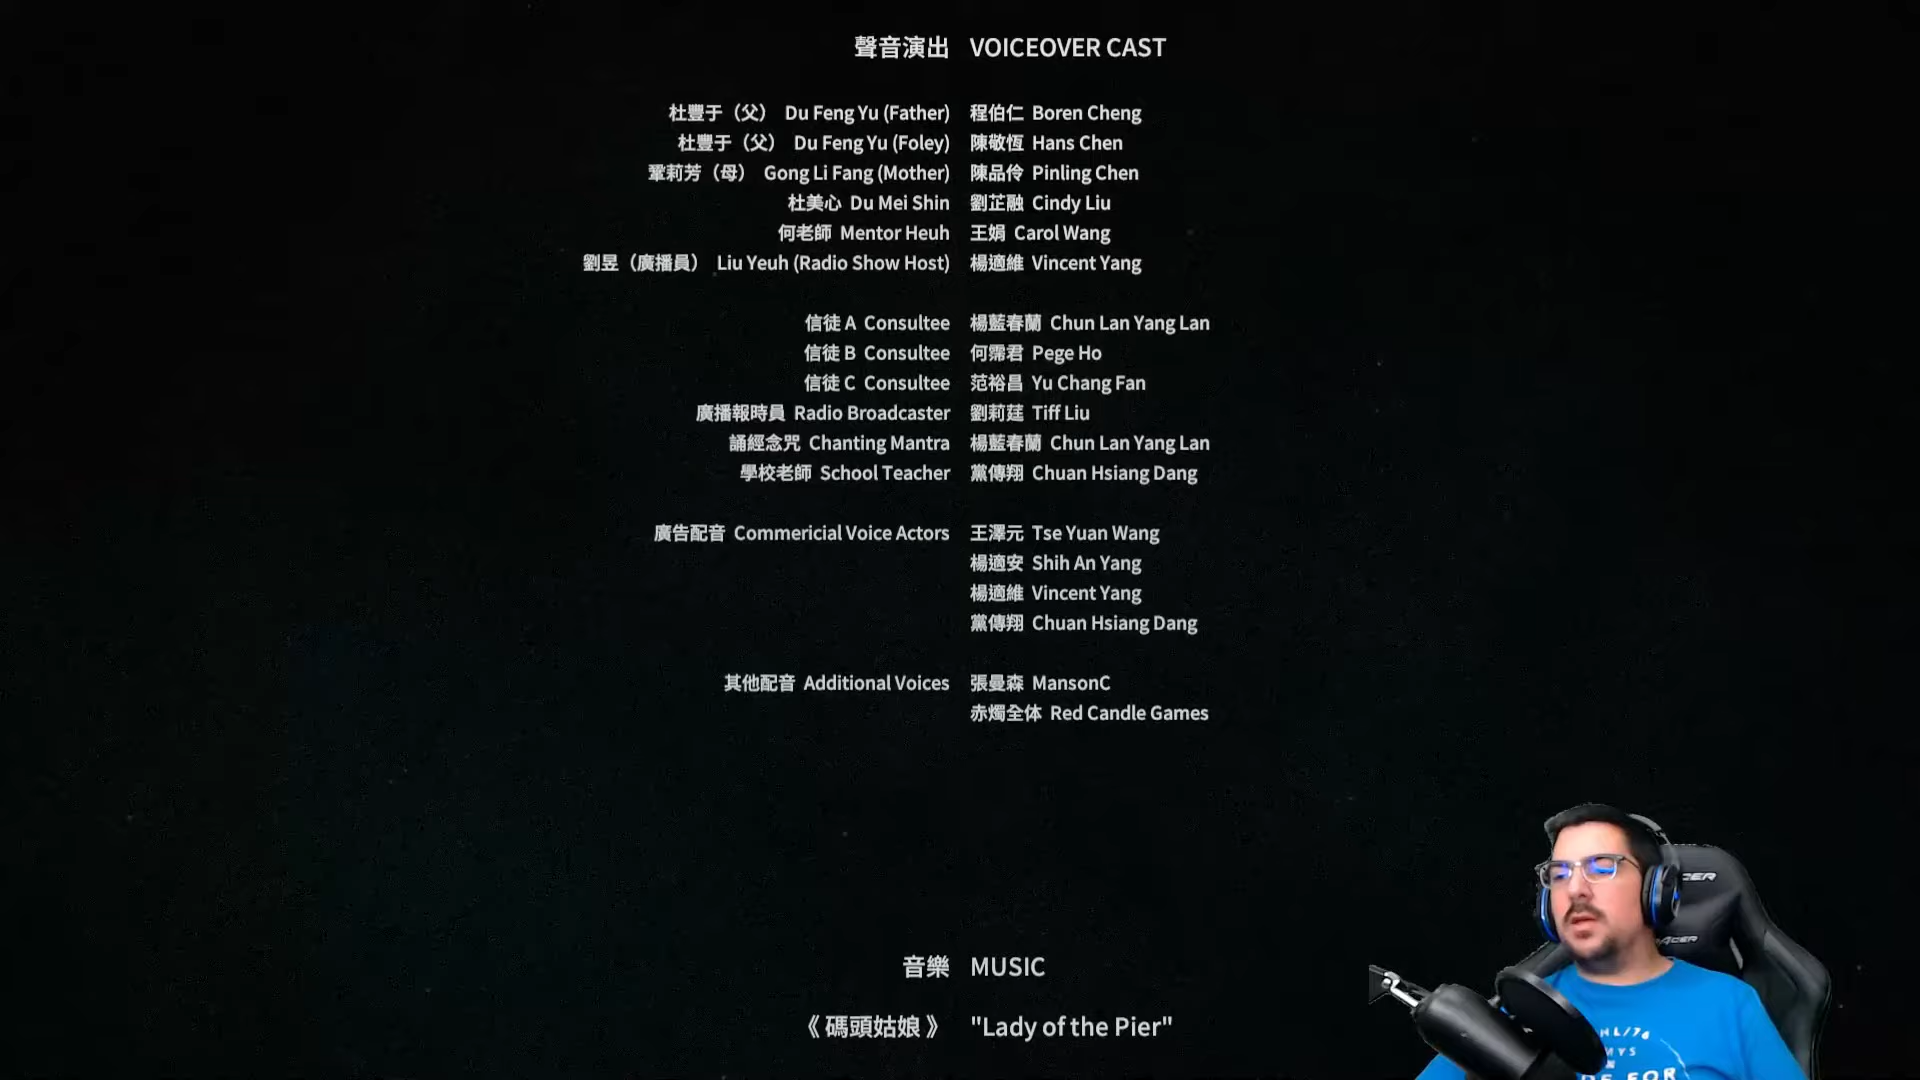 聲音演出 VOICEOVER CAST
杜豐于（父） Du Feng Yu (Father) 程伯仁 Boren Cheng
杜豐于（父） Du Feng Yu (Foley) 陳敬恆 Hans Chen
鞏莉芳（母） Gong Li Fang (Mother) 陳品伶 Pinling Chen
杜美心 Du Mei Shin 劉芷融 Cindy Liu
何老師 Mentor Heuh 王娟 Carol Wang
劉昱（廣播員） Liu Yeuh (Radio Show Host) 楊適維 Vincent Yang
信徒 A Consultee 楊藍春蘭 Chun Lan Yang Lan
信徒 B Consultee 何霈君 Pege Ho
信徒 C Consultee 范裕昌 Yu Chang Fan
廣播報時員 Radio Broadcaster 劉莉莛 Tiff Liu
誦經念咒 Chanting Mantra 楊藍春蘭 Chun Lan Yang Lan
學校老師 School Teacher 黨傳翔 Chuan Hsiang Dang
廣告配音 Commericial Voice Actors 王澤元 Tse Yuan Wang
楊適安 Shih An Yang
楊適維 Vincent Yang
黨傳翔 Chuan Hsiang Dang
其他配音 Additional Voices 張曼森 MansonC
赤燭全体 Red Candle Games
音樂 MUSIC
《 碼頭姑娘 》 "Lady of the Pier"